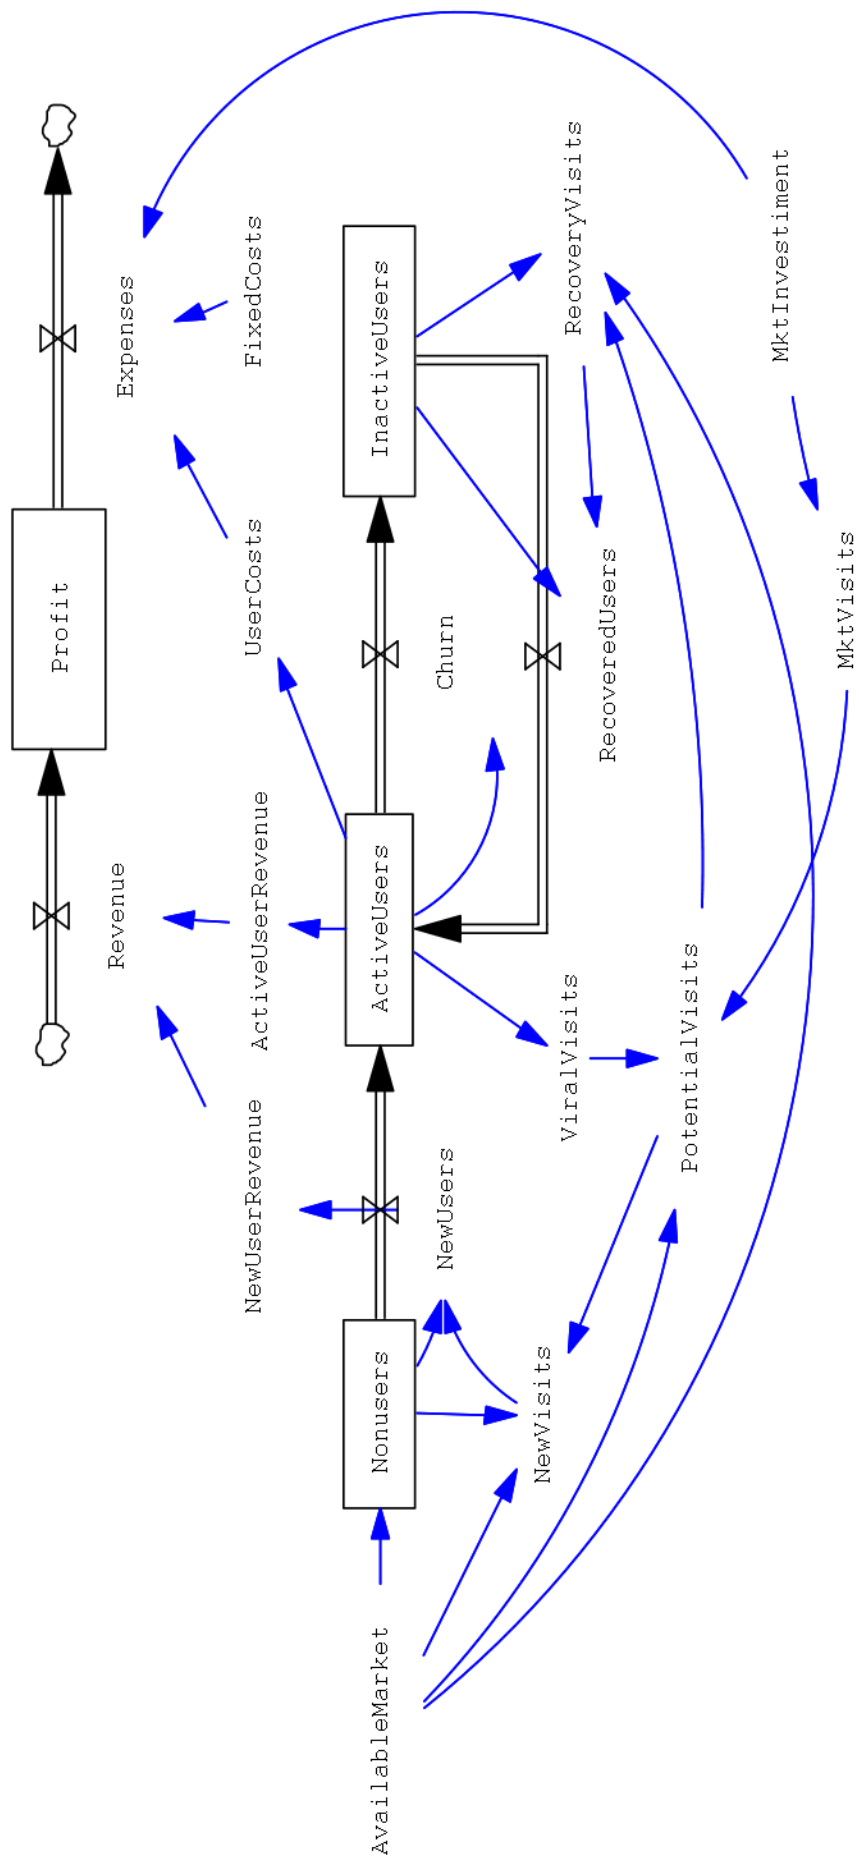 Profit
Revenue
Expenses
NewUserRevenue
ActiveUserRevenue
UserCosts
FixedCosts
AvailableMarket
Nonusers
ActiveUsers
InactiveUsers
NewUsers
Churn
NewVisits
ViralVisits
RecoveredUsers
RecoveryVisits
PotentialVisits
MktInvestiment
MktVisits